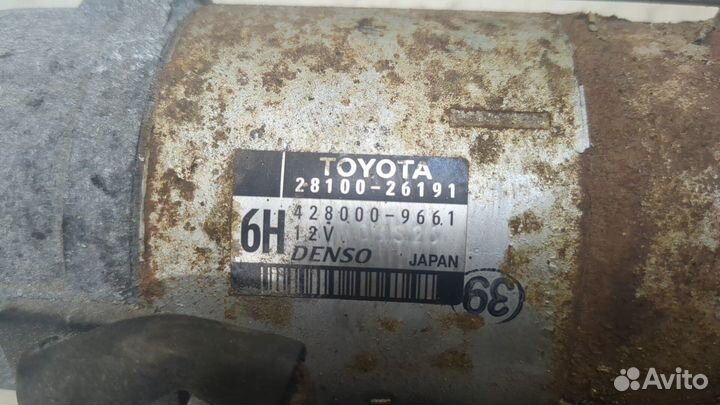 TOYOTA
28100-26191
428000-9661
6H
12V
DENSO
JAPAN
39
Avito